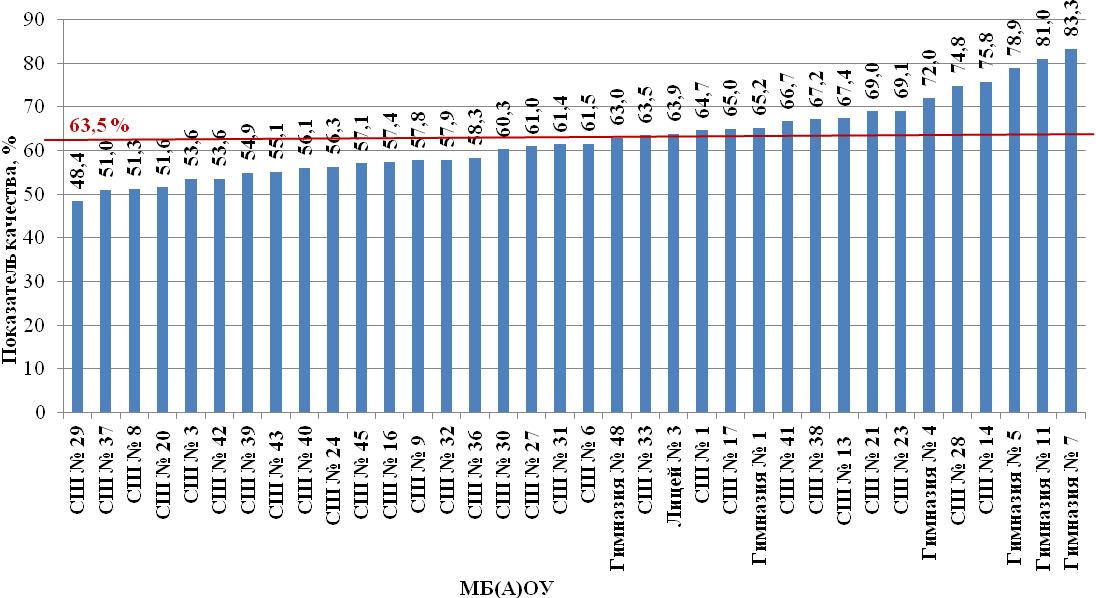 Показатель качества, %
90
80
70
60
50
40
30
20
10
0
63,5 %
48,4
51,0
51,3
51,6
53,6
53,6
54,9
55,1
56,1
56,3
57,1
57,4
57,8
57,9
58,3
60,3
61,0
61,4
61,5
63,0
63,5
63,9
64,7
65,0
65,2
66,7
67,2
67,4
69,0
69,1
72,0
74,8
75,8
78,9
81,0
83,3
СШ № 29
СШ № 37
СШ № 8
СШ № 20
СШ № 3
СШ № 42
СШ № 39
СШ № 43
СШ № 40
СШ № 24
СШ № 45
СШ № 16
СШ № 9
СШ № 32
СШ № 36
СШ № 30
СШ № 27
СШ № 31
СШ № 6
Гимназия № 48
СШ № 33
Лицей № 3
СШ № 1
СШ № 17
Гимназия № 1
СШ № 41
СШ № 38
СШ № 13
СШ № 21
СШ № 23
Гимназия № 4
СШ № 28
СШ № 14
Гимназия № 5
Гимназия № 11
Гимназия № 7
МБ(А)ОУ